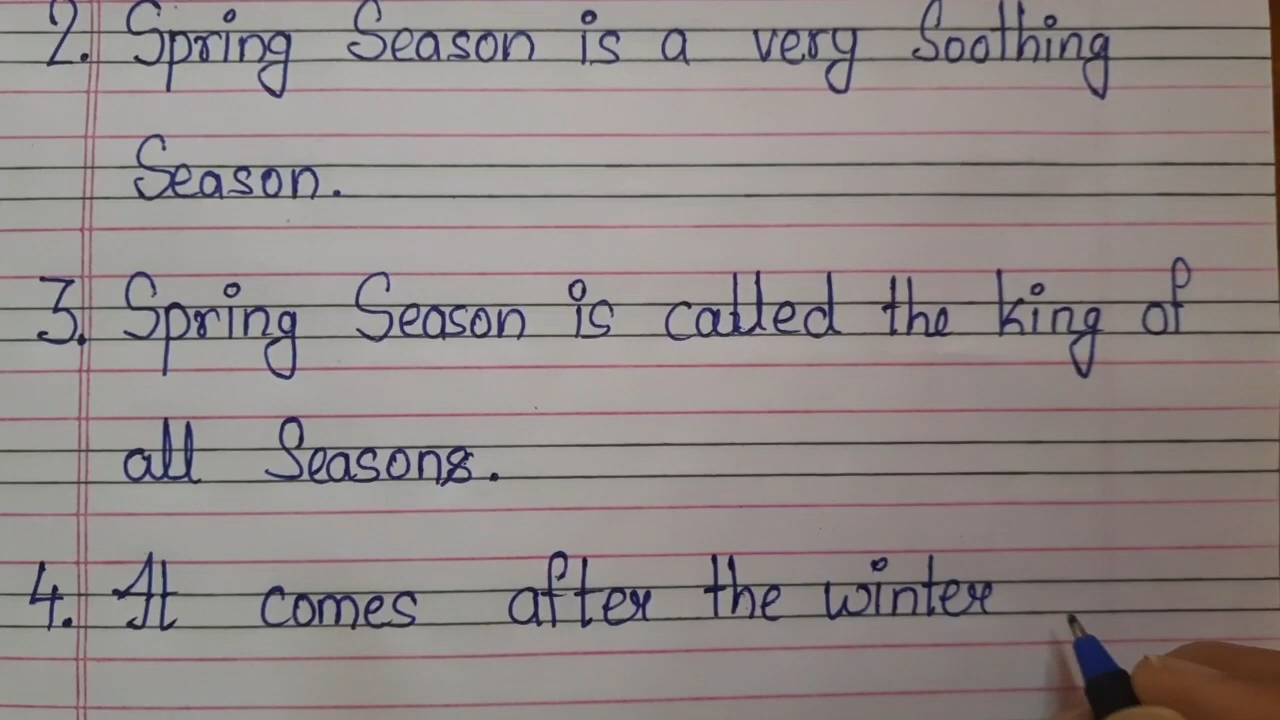 2. Spring Season is a very Soothing
Season.
3. Spring Season is called the king of
all Seasons.
4. It comes after the winter